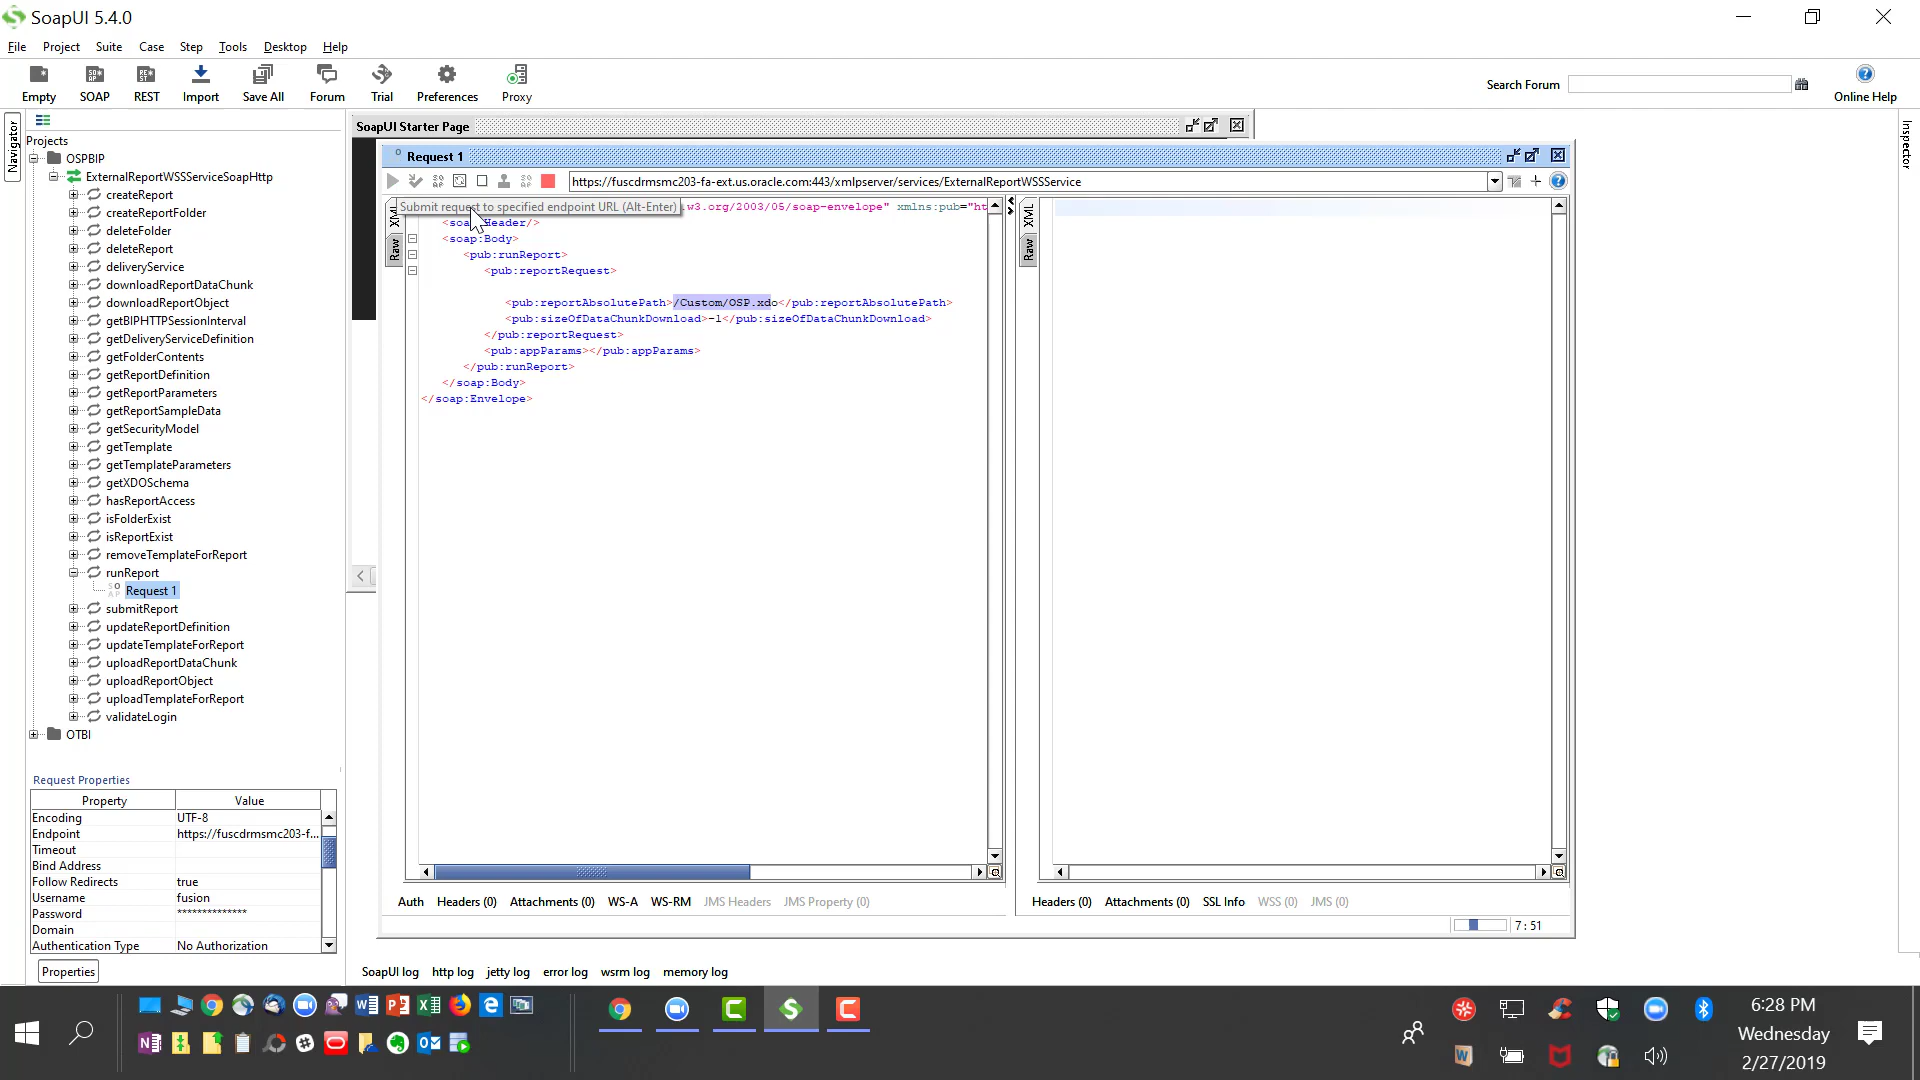 SoapUI 5.4.0
File Project Suite Case Step Tools Desktop Help
Empty SOAP REST Import Save All Forum Trial Preferences Proxy
Search Forum
Online Help
Navigator
Inspector
Projects
OSPBIP
ExternalReportWSSServiceSoapHttp
createReport
createReportFolder
deleteFolder
deleteReport
deliveryService
downloadReportDataChunk
downloadReportObject
getBIPHTTPSessionInterval
getDeliveryServiceDefinition
getFolderContents
getReportDefinition
getReportParameters
getReportSampleData
getSecurityModel
getTemplate
getTemplateParameters
getXDOSchema
hasReportAccess
isFolderExist
isReportExist
removeTemplateForReport
runReport
Request 1
submitReport
updateReportDefinition
updateTemplateForReport
uploadReportDataChunk
uploadReportObject
uploadTemplateForReport
validateLogin
OTBI
Request Properties
Property Value
Encoding UTF-8
Endpoint https://fuscdrmsmc203-f...
Timeout
Bind Address
Follow Redirects true
Username fusion
Password **************
Domain
Authentication Type No Authorization
Properties
SoapUI Starter Page
Request 1
https://fuscdrmsmc203-fa-ext.us.oracle.com:443/xmlpserver/services/ExternalReportWSSService
XML
Raw
Submit request to specified endpoint URL (Alt-Enter)
.w3.org/2003/05/soap-envelope" xmlns:pub="ht
<soap:Header/>
<soap:Body>
<pub:runReport>
<pub:reportRequest>
<pub:reportAbsolutePath>/Custom/OSP.xdo</pub:reportAbsolutePath>
<pub:sizeOfDataChunkDownload>-1</pub:sizeOfDataChunkDownload>
</pub:reportRequest>
<pub:appParams></pub:appParams>
</pub:runReport>
</soap:Body>
</soap:Envelope>
XML
Raw
Auth Headers (0) Attachments (0) WS-A WS-RM JMS Headers JMS Property (0)
Headers (0) Attachments (0) SSL Info WSS (0) JMS (0)
7 : 51
SoapUI log http log jetty log error log wsrm log memory log
6:28 PM
Wednesday
2/27/2019